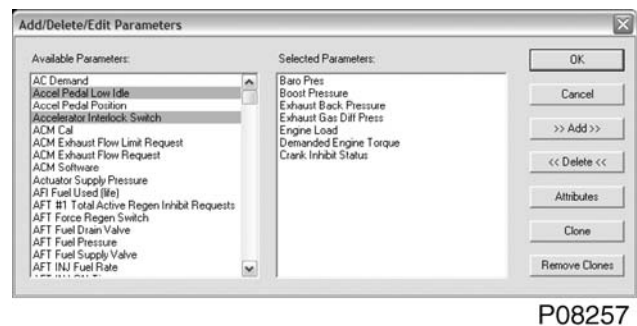 Add/Delete/Edit Parameters
Available Parameters:
AC Demand
Accel Pedal Low Idle
Accel Pedal Position
Accelerator Interlock Switch
ACM Cal
ACM Exhaust Flow Limit Request
ACM Exhaust Flow Request
ACM Software
Actuator Supply Pressure
AFI Fuel Used (life)
AFT #1 Total Active Regen Inhibit Requests
AFT Force Regen Switch
AFT Fuel Drain Valve
AFT Fuel Pressure
AFT Fuel Supply Valve
AFT INJ Fuel Rate
Selected Parameters:
Baro Pres
Boost Pressure
Exhaust Back Pressure
Exhaust Gas Diff Press
Engine Load
Demanded Engine Torque
Crank Inhibit Status
OK
Cancel
>> Add >>
<< Delete <<
Attributes
Clone
Remove Clones
P08257